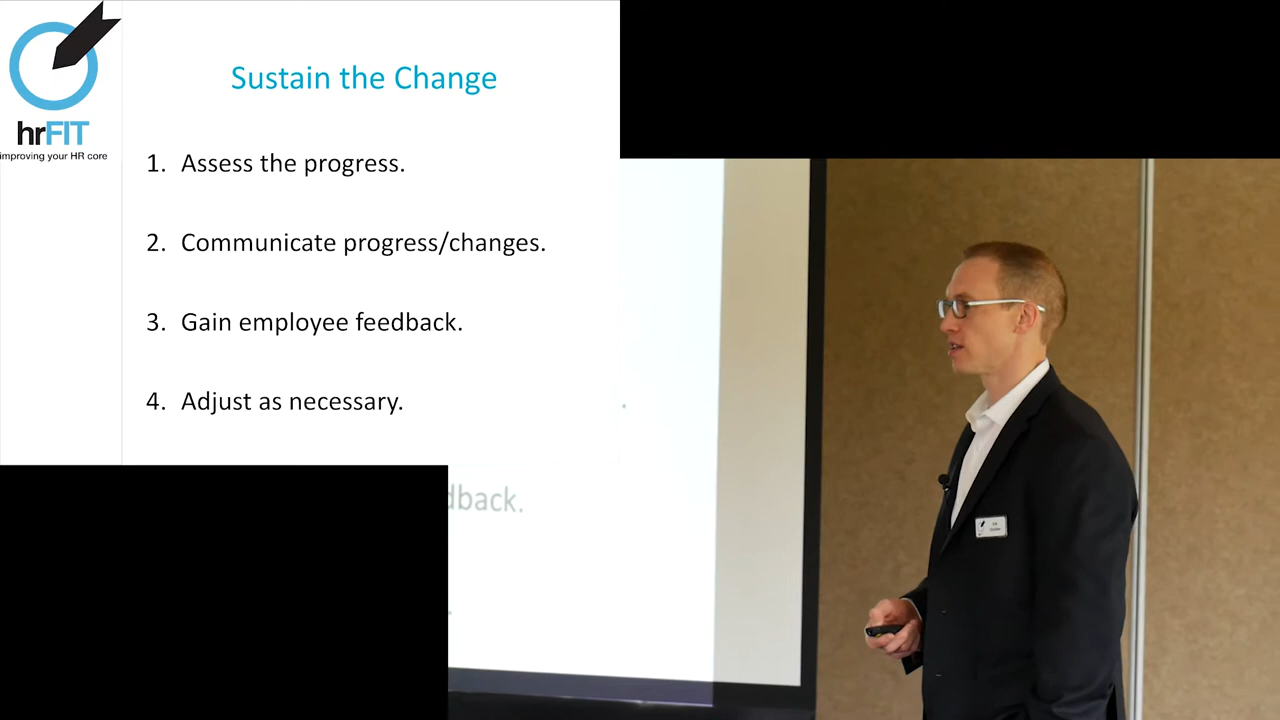 Sustain the Change
hrFIT
improving your HR core
1. Assess the progress.
2. Communicate progress/changes.
3. Gain employee feedback.
4. Adjust as necessary.
dback.